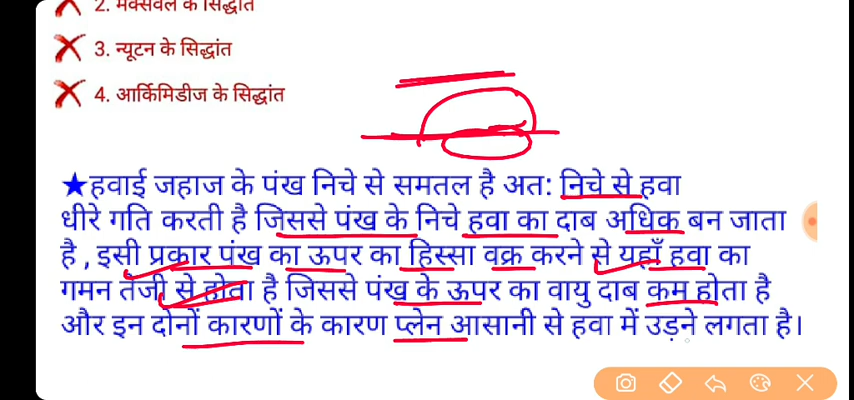 2. मैक्सवेल के सिद्धांत
3. न्यूटन के सिद्धांत
4. आर्किमिडीज के सिद्धांत
★हवाई जहाज के पंख निचे से समतल है अत: निचे से हवा
धीरे गति करती है जिससे पंख के निचे हवा का दाब अधिक बन जाता
है , इसी प्रकार पंख का ऊपर का हिस्सा वक्र करने से यहाँ हवा का
गमन तेजी से होता है जिससे पंख के ऊपर का वायु दाब कम होता है
और इन दोनों कारणों के कारण प्लेन आसानी से हवा में उड़ने लगता है।